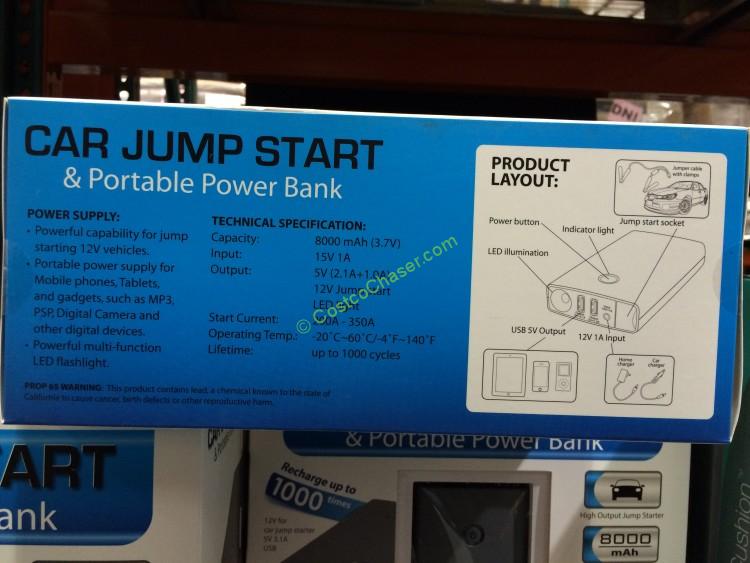 CAR JUMP START
& Portable Power Bank
POWER SUPPLY:
• Powerful capability for jump
starting 12V vehicles.
• Portable power supply for
Mobile phones, Tablets,
and gadgets, such as MP3,
PSP, Digital Camera and
other digital devices.
• Powerful multi-function
LED flashlight.
TECHNICAL SPECIFICATION:
Capacity: 8000 mAh (3.7V)
Input: 15V 1A
Output: 5V (2.1A+1.0A)
12V Jump Start
LED Light
Start Current: - 350A
Operating Temp.: -20˚C~60˚C/-4˚F~140˚F
Lifetime: up to 1000 cycles
PROP 65 WARNING: This product contains lead, a chemical known to the state of
California to cause cancer, birth defects or other reproductive harm.
PRODUCT
LAYOUT:
Jumper cable
with clamps
Jump start socket
Power button
Indicator light
LED illumination
USB 5V Output
12V 1A Input
Home
charger
Car
charger
© CostcoChaser.com
ART
ank
CAR
& Portable Power Bank
Recharge up to
1000 times
12V for
car jump starter
5V 3.1A
USB
High Output Jump Starter
8000
mAh
cushion